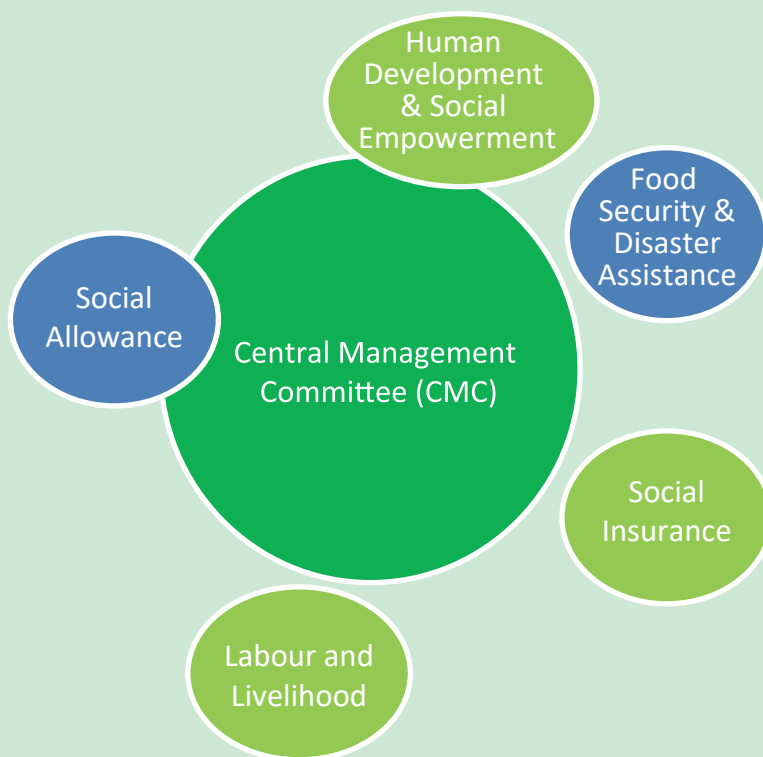 Human
Development
& Social
Empowerment
Food
Security &
Disaster
Assistance
Social
Allowance
Central Management
Committee (CMC)
Social
Insurance
Labour and
Livelihood